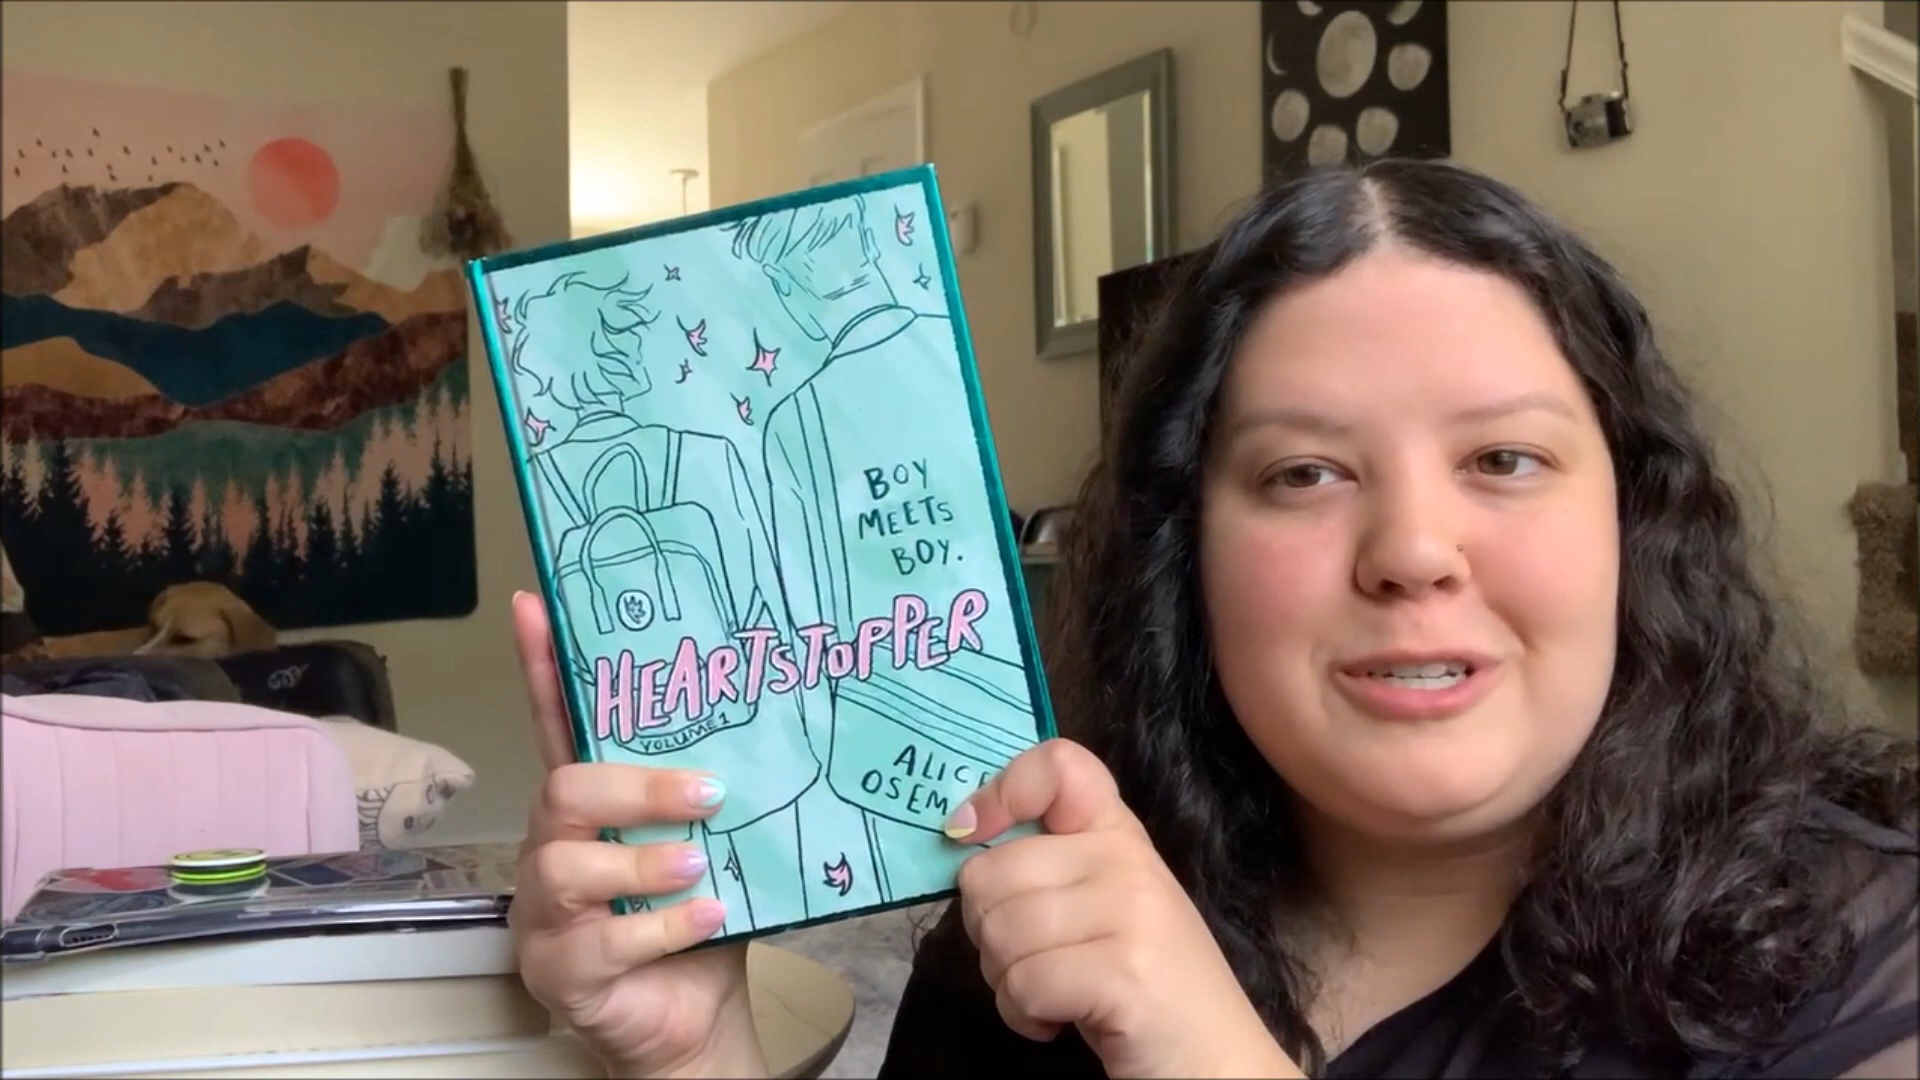 BOY
MEETS
BOY.
HEARTSTOPPER
VOLUME 1
ALICE
OSEM